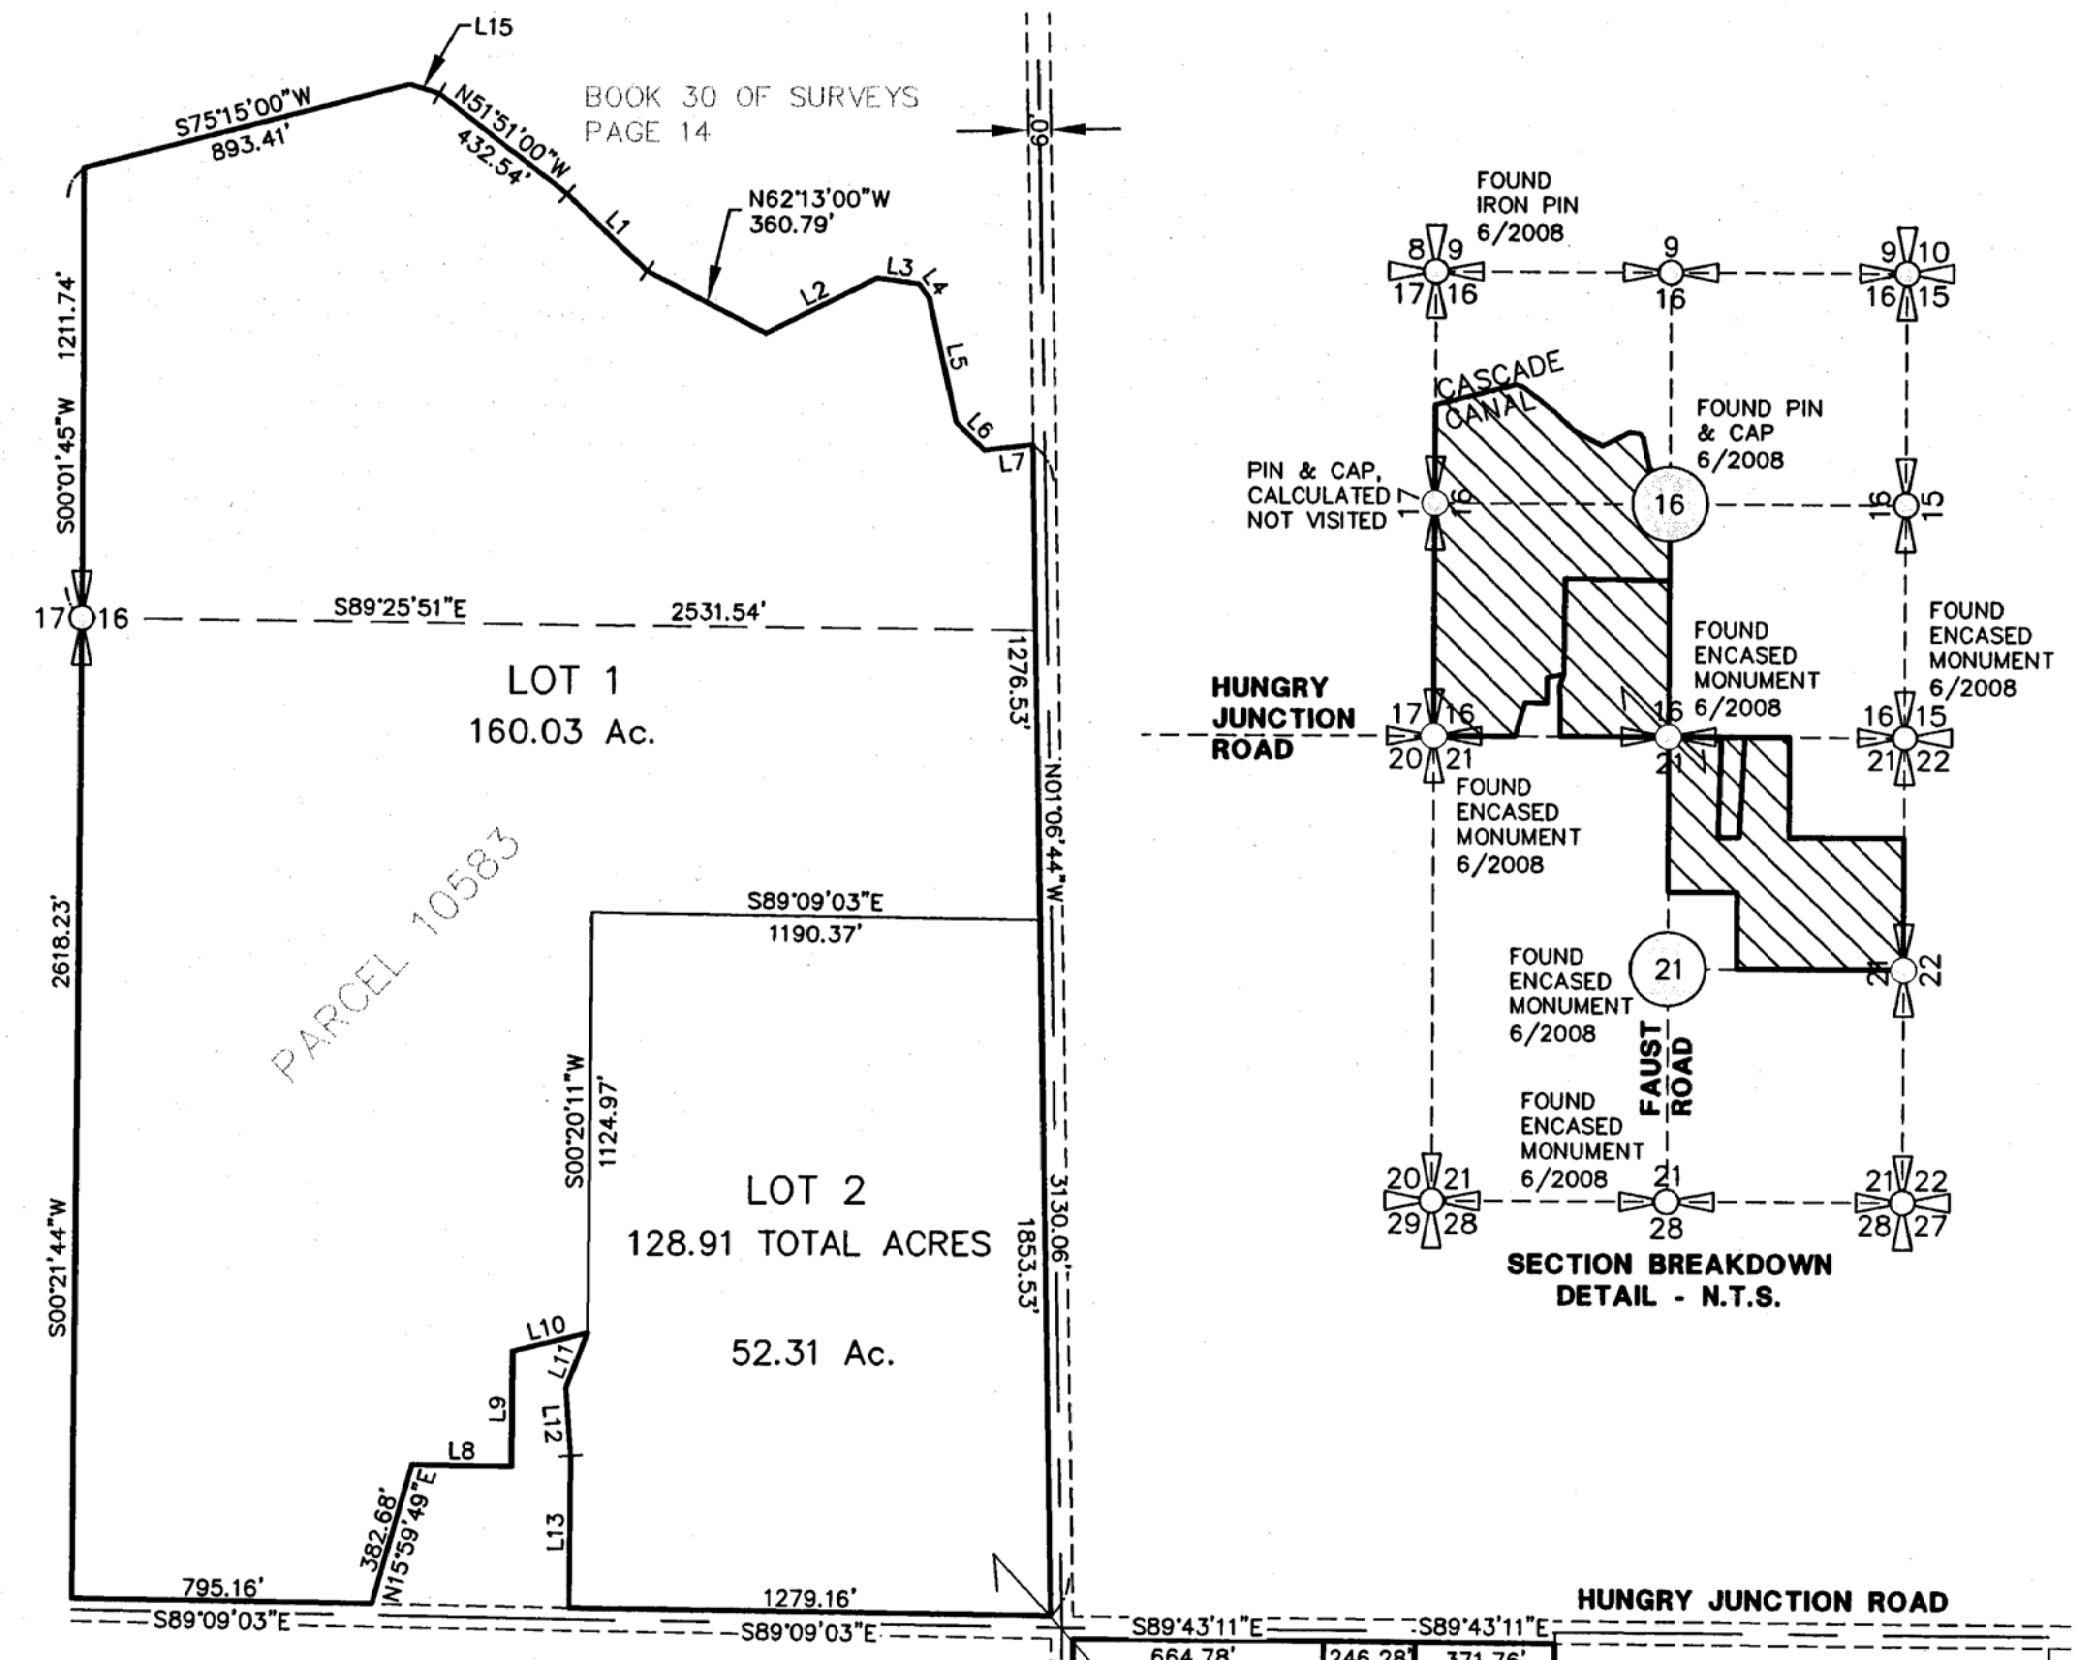 L15
S75°15'00"W
893.41'
N51°51'00"W
432.54'
BOOK 30 OF SURVEYS
PAGE 14
60'
N62°13'00"W
360.79'
L1
L2
L3
L4
L5
L6
L7
1211.74'
S00°01'45"W
17 16
S89°25'51"E 2531.54'
LOT 1
160.03 Ac.
1276.53'
N01°06'44"W
3130.06'
PARCEL 10583
2618.23'
S00°21'44"W
S89°09'03"E
1190.37'
S00°20'11"W
1124.97'
LOT 2
128.91 TOTAL ACRES
52.31 Ac.
1853.53'
L10
L11
L9
L12
L8
L13
382.68'
N15°59'49"E
795.16'
S89°09'03"E
1279.16'
S89°09'03"E
FOUND
IRON PIN
6/2008
8 9
17 16
9
16
9 10
16 15
CASCADE
CANAL
FOUND PIN
& CAP
6/2008
PIN & CAP,
CALCULATED
NOT VISITED
17 16
16
16 15
HUNGRY
JUNCTION
ROAD
17 16
20 21
FOUND
ENCASED
MONUMENT
6/2008
16
21
FOUND
ENCASED
MONUMENT
6/2008
16 15
21 22
FOUND
ENCASED
MONUMENT
6/2008
FOUND
ENCASED
MONUMENT
6/2008
21
21 22
FAUST
ROAD
FOUND
ENCASED
MONUMENT
6/2008
20 21
29 28
21
28
21 22
28 27
SECTION BREAKDOWN
DETAIL - N.T.S.
HUNGRY JUNCTION ROAD
S89°43'11"E S89°43'11"E
664.78' 246.28' 371.76'